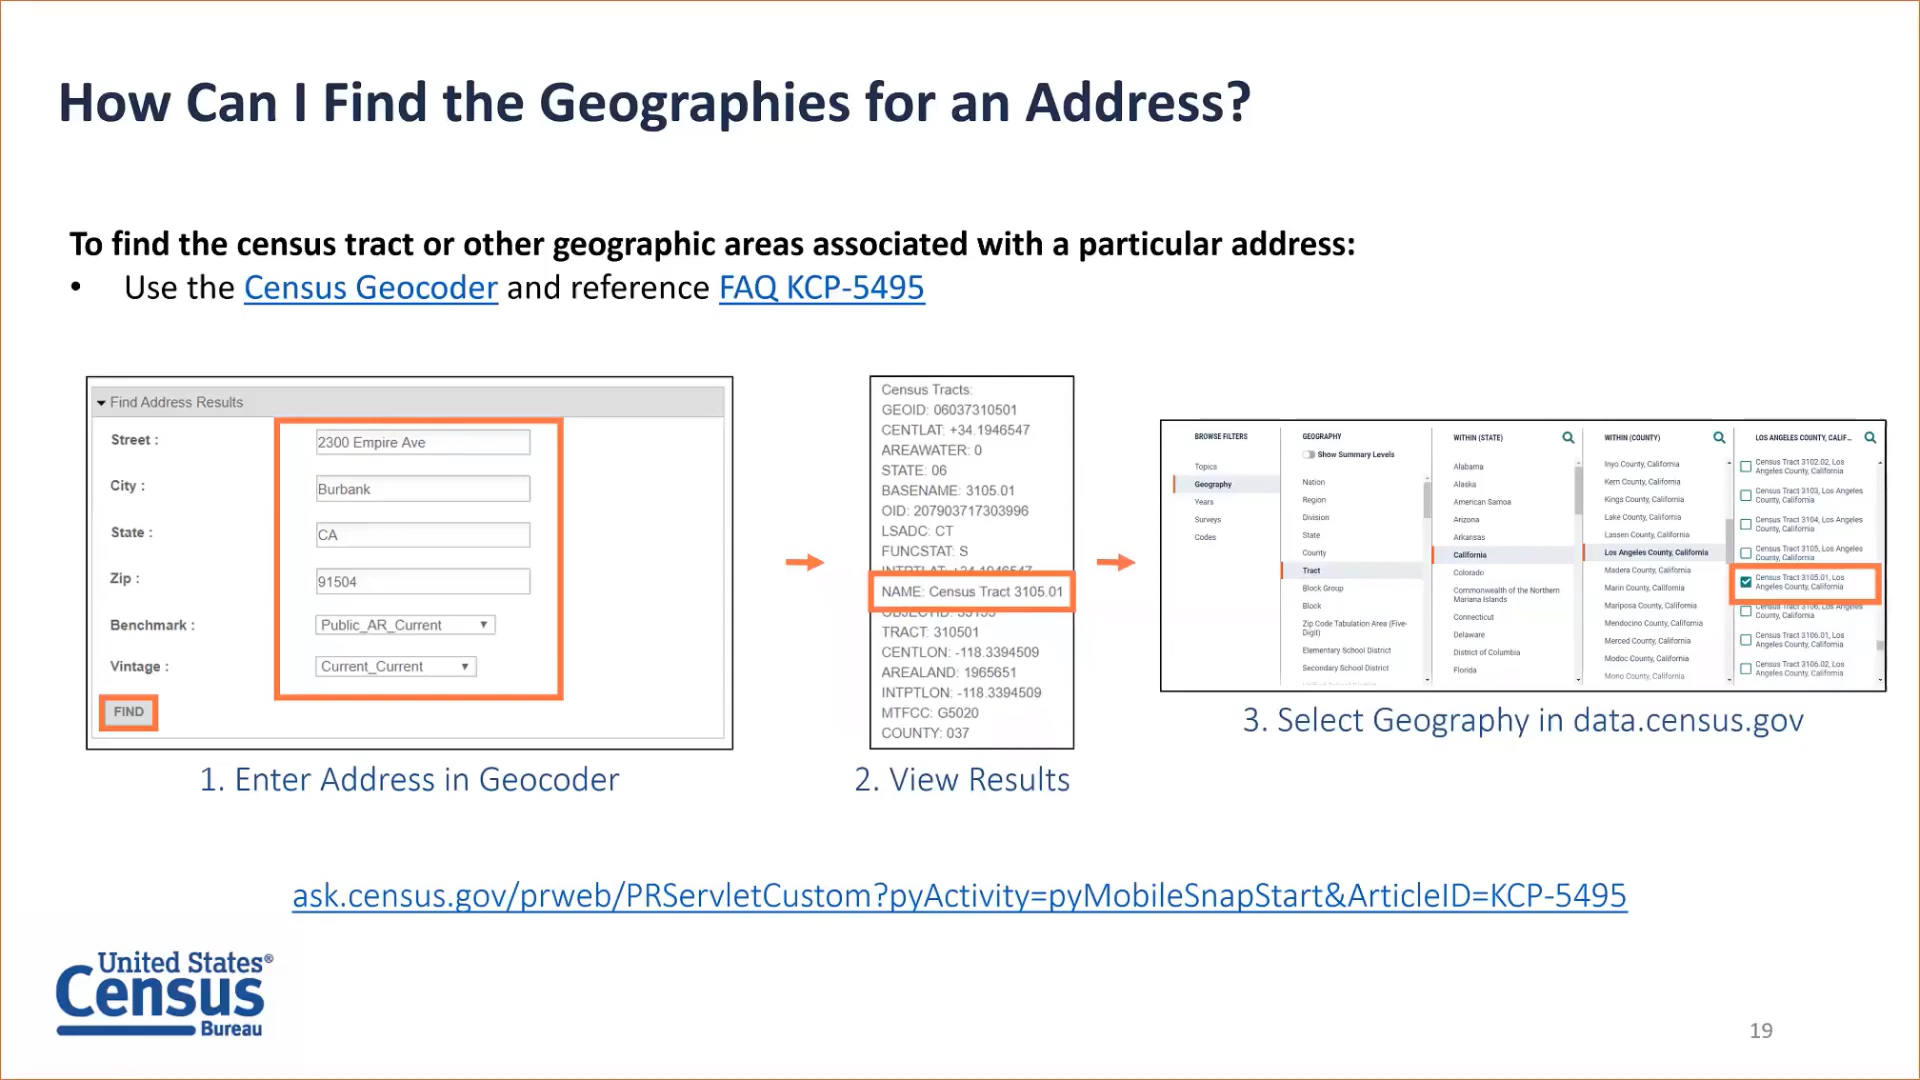 How Can I Find the Geographies for an Address?
To find the census tract or other geographic areas associated with a particular address:
• Use the Census Geocoder and reference FAQ KCP-5495
Find Address Results
Street : 2300 Empire Ave
City : Burbank
State : CA
Zip : 91504
Benchmark : Public_AR_Current
Vintage : Current_Current
FIND
1. Enter Address in Geocoder
Census Tracts:
GEOID: 06037310501
CENTLAT: +34.1946547
AREAWATER: 0
STATE: 06
BASENAME: 3105.01
OID: 207903717303996
LSADC: CT
FUNCSTAT: S
INTPTLAT: +34.1946547
NAME: Census Tract 3105.01
TRACT: 310501
CENTLON: -118.3394509
AREALAND: 1965651
INTPTLON: -118.3394509
MTFCC: G5020
COUNTY: 037
2. View Results
BROWSE FILTERS
Topics
Geography
Years
Surveys
Codes
GEOGRAPHY
Show Summary Levels
Nation
Region
Division
State
County
Tract
Block Group
Block
Zip Code Tabulation Area (Five-
Digit)
Elementary School District
Secondary School District
WITHIN (STATE)
Alabama
Alaska
American Samoa
Arizona
Arkansas
California
Colorado
Commonwealth of the Northern
Mariana Islands
Connecticut
Delaware
District of Columbia
Florida
WITHIN (COUNTY)
Inyo County, California
Kern County, California
Kings County, California
Lake County, California
Lassen County, California
Los Angeles County, California
Madera County, California
Marin County, California
Mariposa County, California
Mendocino County, California
Merced County, California
Modoc County, California
Mono County, California
LOS ANGELES COUNTY, CALIF...
Census Tract 3102.02, Los
Angeles County, California
Census Tract 3103, Los Angeles
County, California
Census Tract 3104, Los Angeles
County, California
Census Tract 3105, Los Angeles
County, California
Census Tract 3105.01, Los
Angeles County, California
Census Tract 3106, Los Angeles
County, California
Census Tract 3106.01, Los
Angeles County, California
Census Tract 3106.02, Los
Angeles County, California
3. Select Geography in data.census.gov
ask.census.gov/prweb/PRServletCustom?pyActivity=pyMobileSnapStart&ArticleID=KCP-5495
United States®
Census
Bureau
19